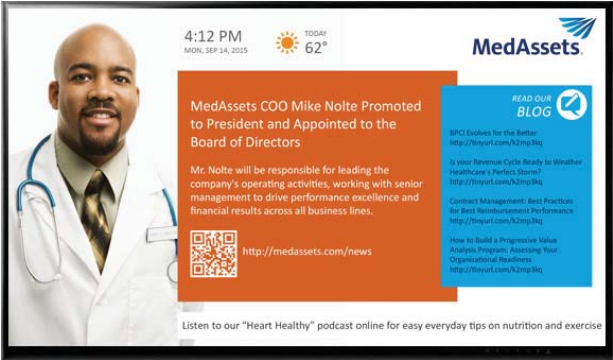 4:12 PM
MON, SEP 14, 2015
TODAY
62°
MedAssets.
MedAssets COO Mike Nolte Promoted
to President and Appointed to the
Board of Directors
Mr. Nolte will be responsible for leading the
company's operating activities, working with senior
management to drive performance excellence and
financial results across all business lines.
http://medassets.com/news
READ OUR
BLOG
BPCI Evolves for the Better
http://tinyurl.com/k2mp3kq
Is your Revenue Cycle Ready to Weather
Healthcare's Perfect Storm?
http://tinyurl.com/k2mp3kq
Contract Management: Best Practices
for Best Reimbursement Performance
http://tinyurl.com/k2mp3kq
How to Build a Progressive Value
Analysis Program: Assessing Your
Organizational Readiness
http://tinyurl.com/k2mp3kq
Listen to our "Heart Healthy" podcast online for easy everyday tips on nutrition and exercise